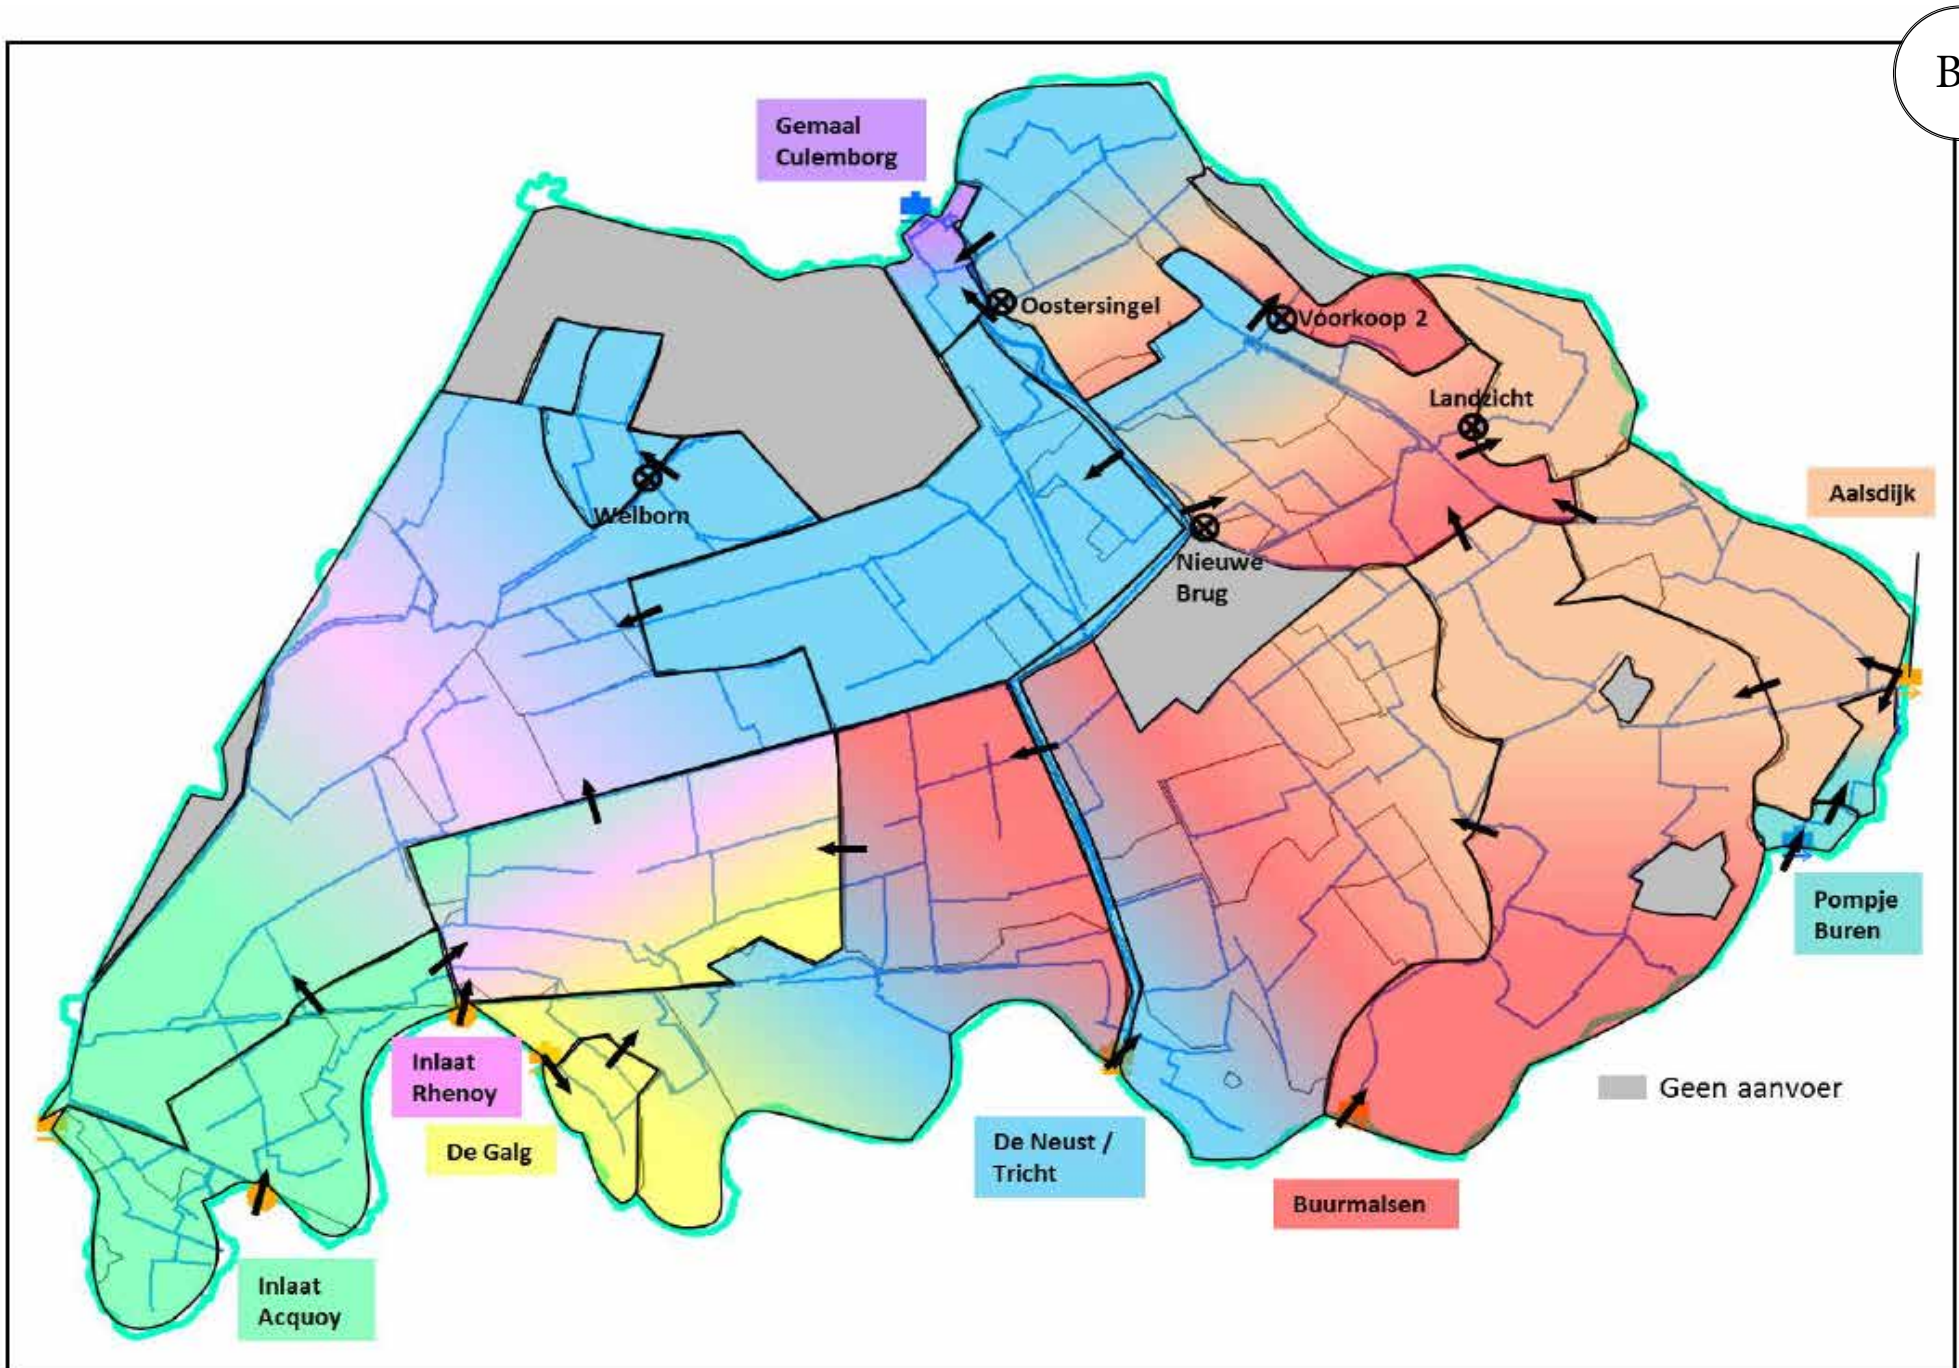 B
Gemaal
Culemborg
Oostersingel
Voorkoop 2
Landzicht
Aalsdijk
Welborn
Nieuwe
Brug
Pompje
Buren
Inlaat
Rhenoy
De Galg
De Neust /
Tricht
Buurmalsen
Geen aanvoer
Inlaat
Acquoy